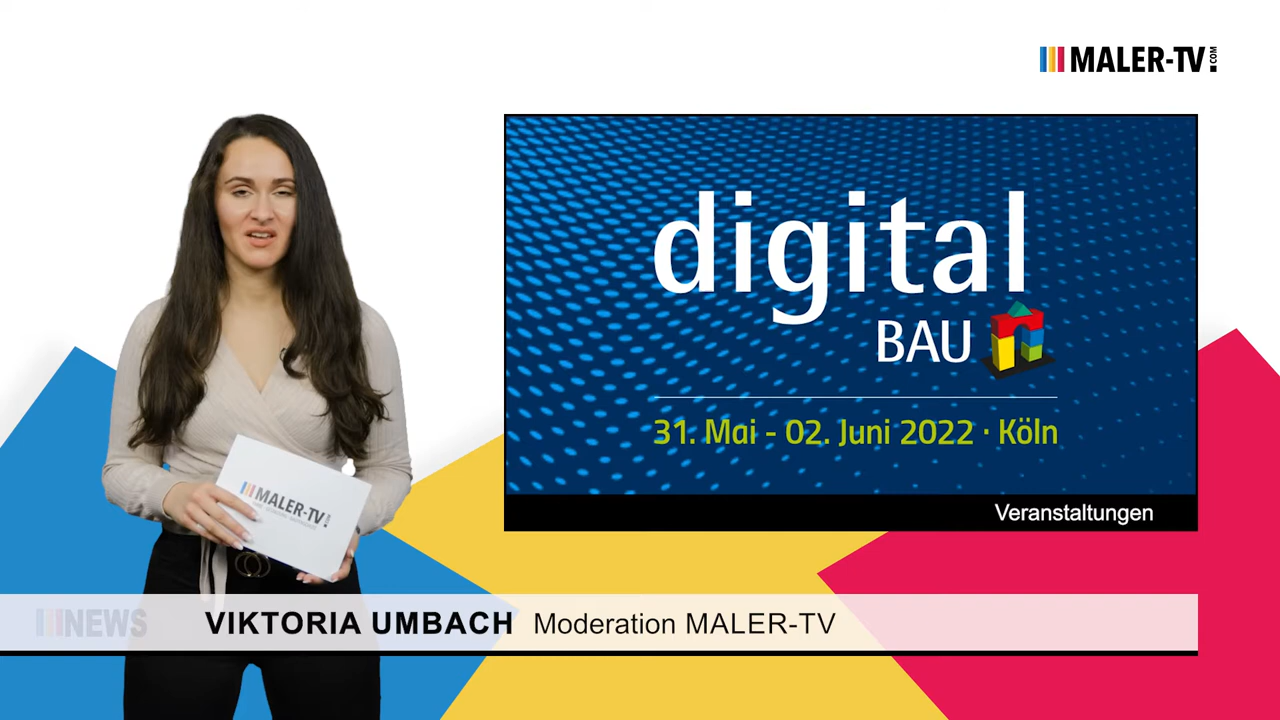 MALER-TV!.COM
digital
BAU
31. Mai - 02. Juni 2022 · Köln
Veranstaltungen
MALER-TV!
NEWS
VIKTORIA UMBACH Moderation MALER-TV